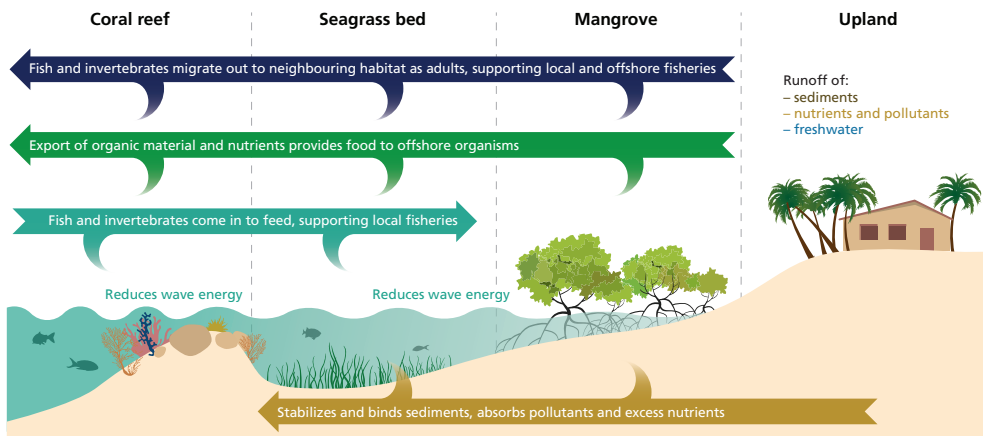 Coral reef
Seagrass bed
Mangrove
Upland
Fish and invertebrates migrate out to neighbouring habitat as adults, supporting local and offshore fisheries
Runoff of:
– sediments
– nutrients and pollutants
– freshwater
Export of organic material and nutrients provides food to offshore organisms
Fish and invertebrates come in to feed, supporting local fisheries
Reduces wave energy
Reduces wave energy
Stabilizes and binds sediments, absorbs pollutants and excess nutrients